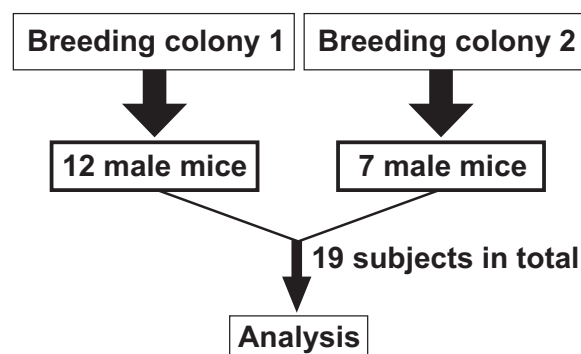 Breeding colony 1
Breeding colony 2
12 male mice
7 male mice
19 subjects in total
Analysis